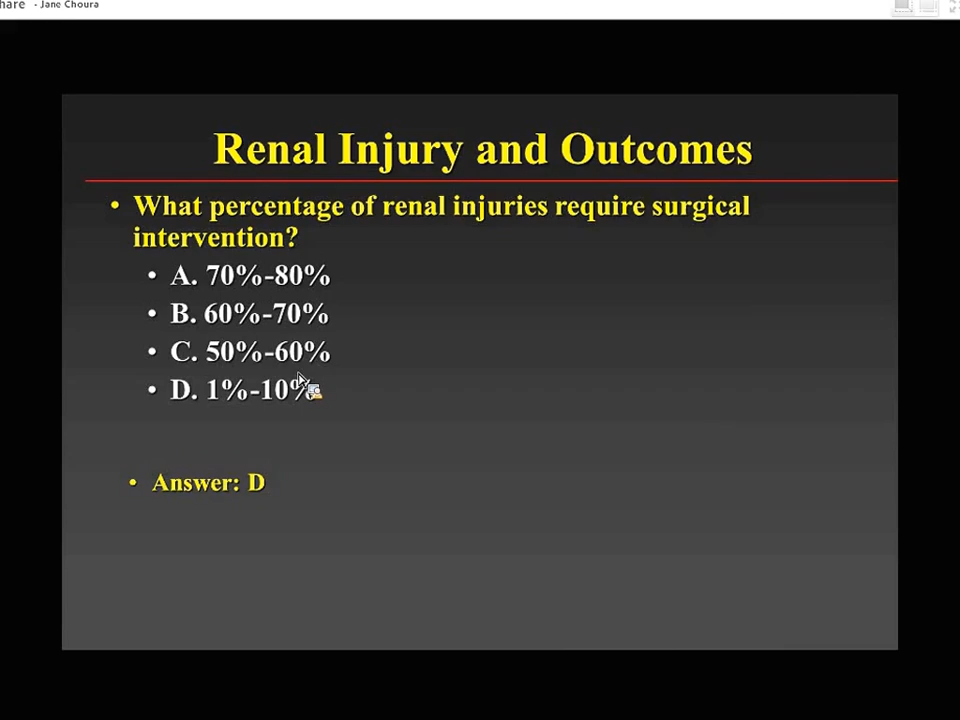 hare - Jane Choura
Renal Injury and Outcomes
• What percentage of renal injuries require surgical
intervention?
• A. 70%-80%
• B. 60%-70%
• C. 50%-60%
• D. 1%-10%
• Answer: D